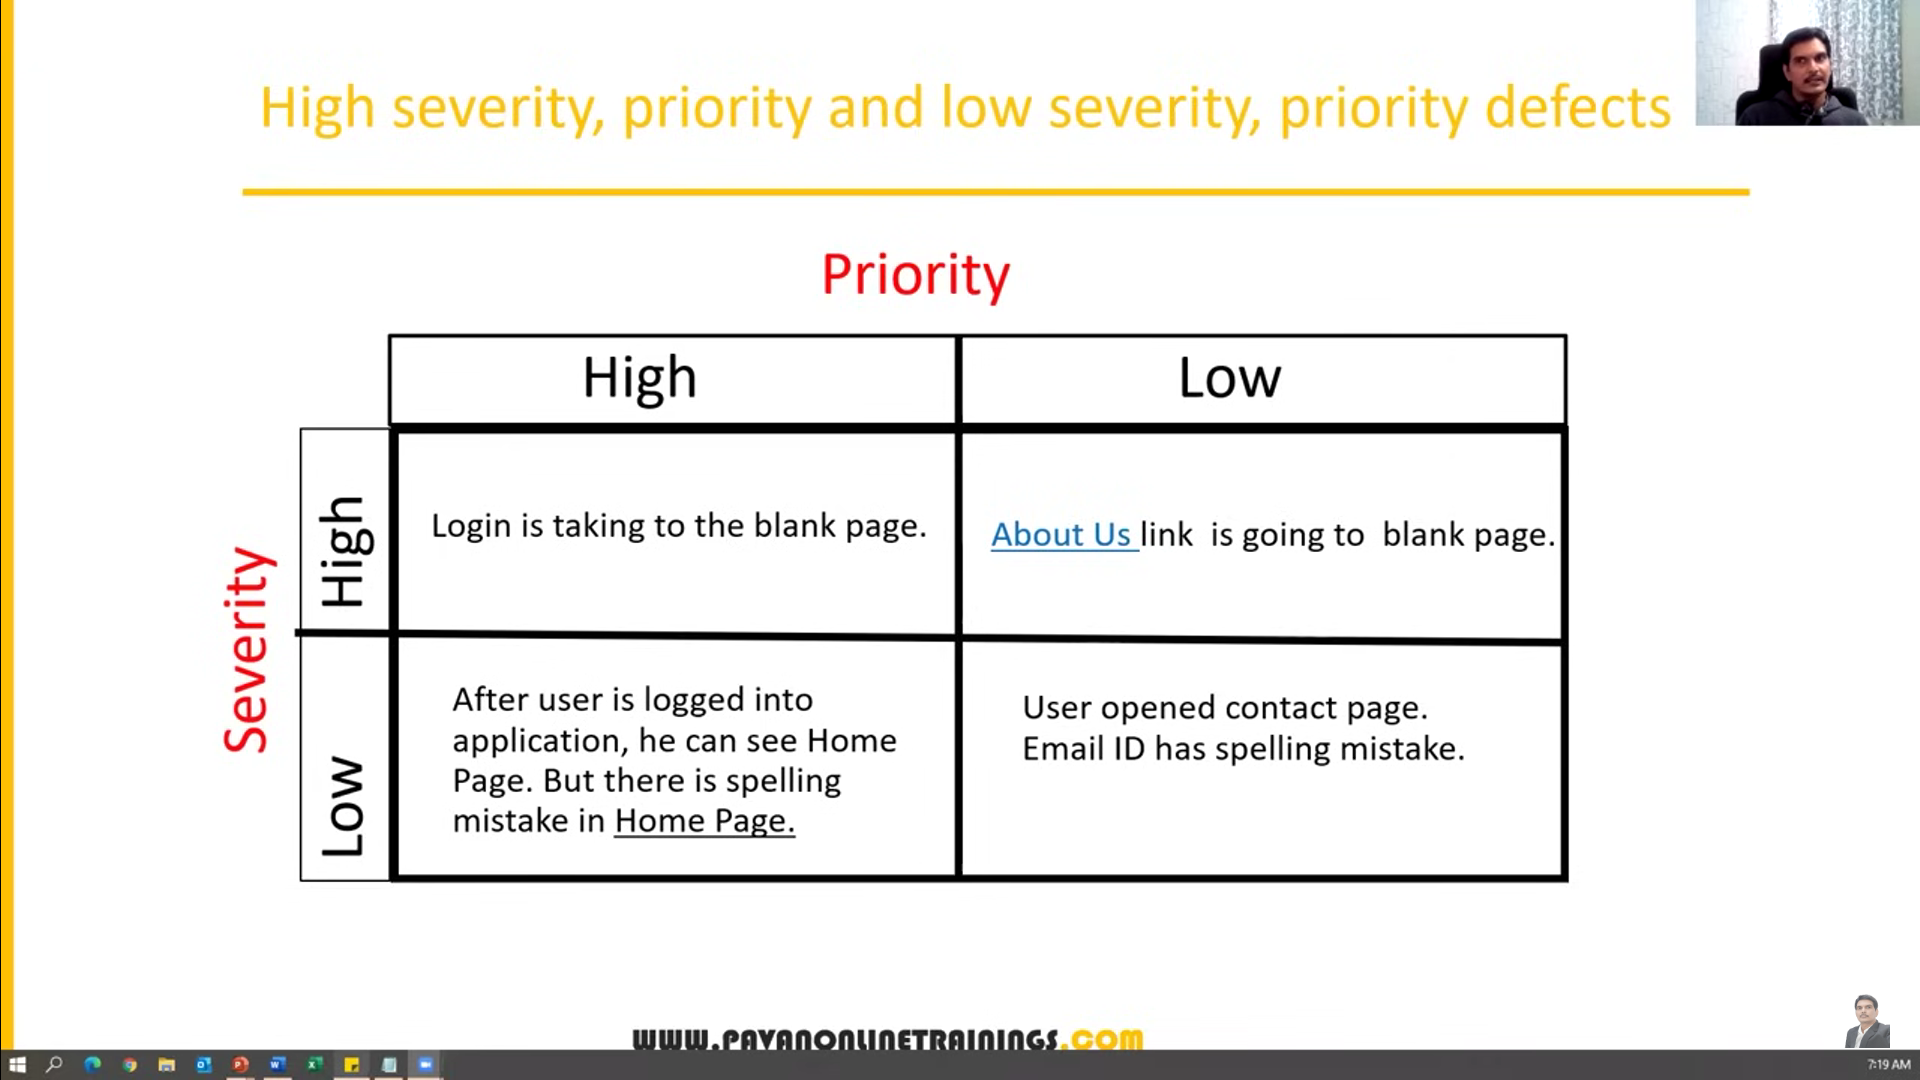 High severity, priority and low severity, priority defects
Priority
High
Low
Severity
High
Login is taking to the blank page.
About Us link is going to blank page.
Low
After user is logged into
application, he can see Home
Page. But there is spelling
mistake in Home Page.
User opened contact page.
Email ID has spelling mistake.
WWW.PAVANONLINETRAININGS.COM
7:19 AM